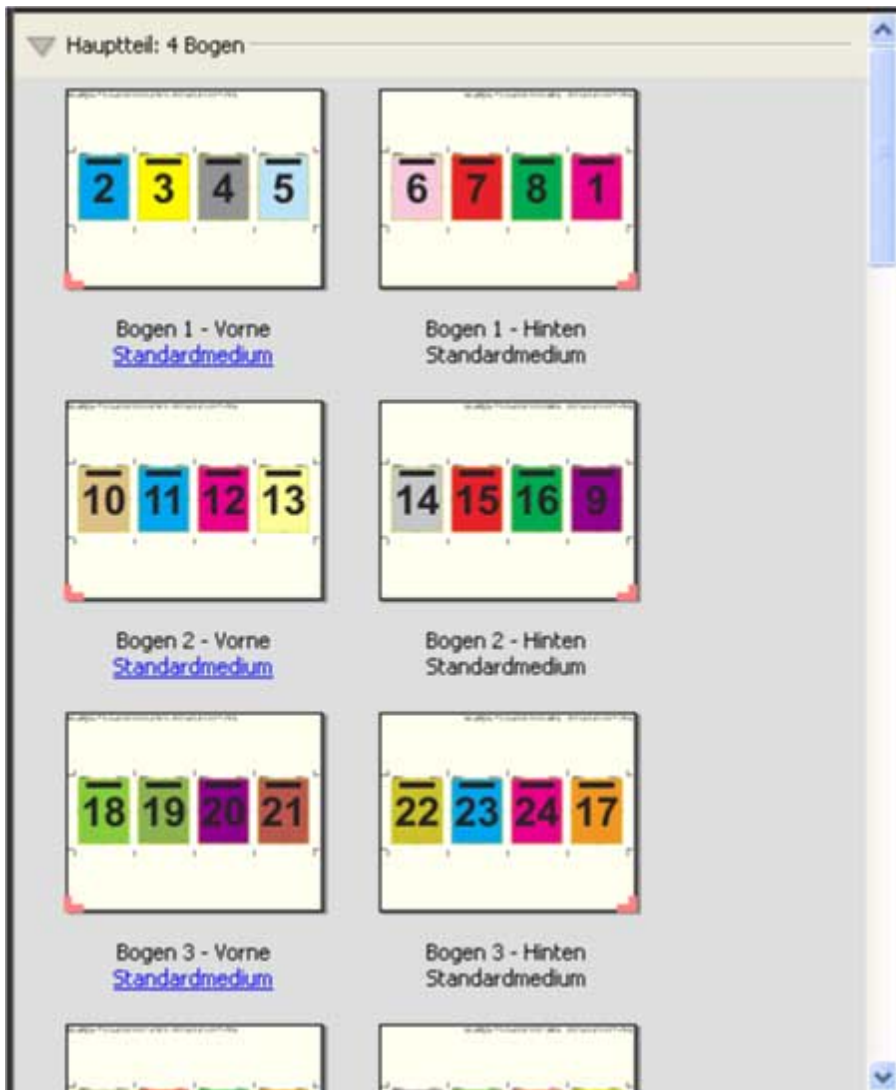 Hauptteil: 4 Bogen
2 3 4 5
6 7 8 1
Bogen 1 - Vorne
Standardmedium
Bogen 1 - Hinten
Standardmedium
10 11 12 13
14 15 16 9
Bogen 2 - Vorne
Standardmedium
Bogen 2 - Hinten
Standardmedium
18 19 20 21
22 23 24 17
Bogen 3 - Vorne
Standardmedium
Bogen 3 - Hinten
Standardmedium